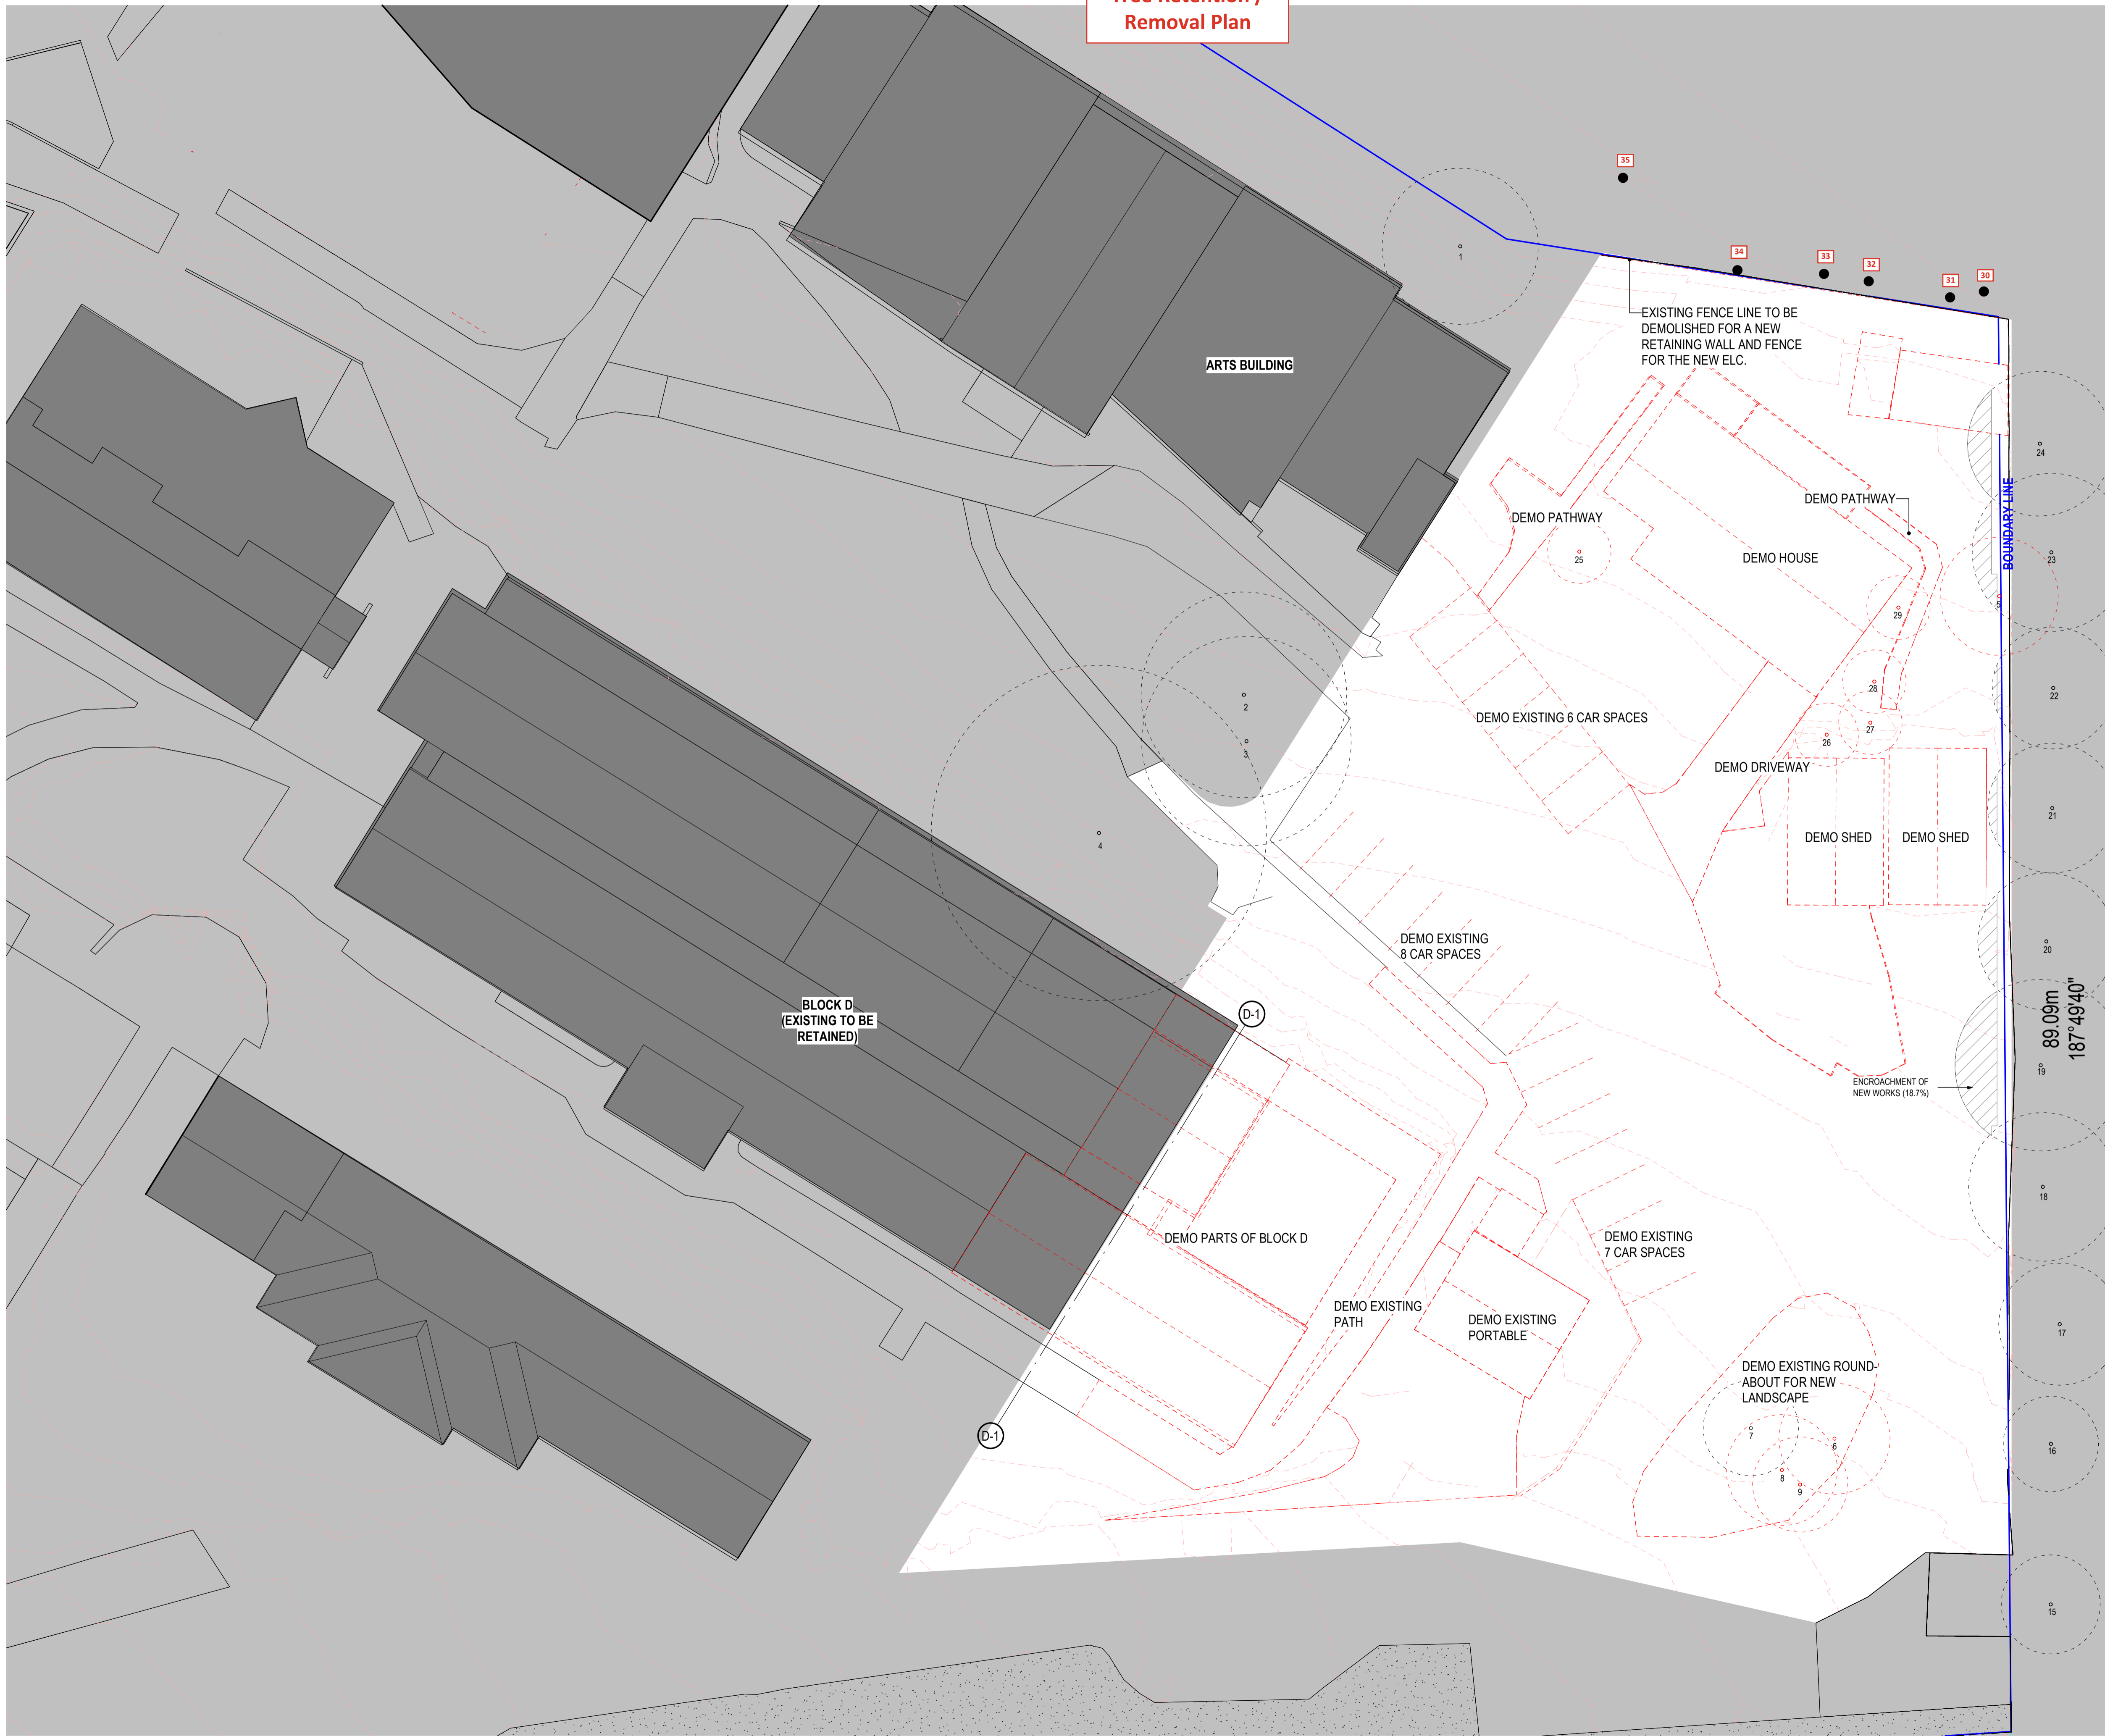 Removal Plan
35
1
34
33
32
31
30
EXISTING FENCE LINE TO BE
DEMOLISHED FOR A NEW
RETAINING WALL AND FENCE
FOR THE NEW ELC.
ARTS BUILDING
24
DEMO PATHWAY
DEMO PATHWAY
BOUNDARY LINE
25
DEMO HOUSE
23
5
29
28
22
2
3
DEMO EXISTING 6 CAR SPACES
27
26
DEMO DRIVEWAY
21
4
DEMO SHED
DEMO SHED
DEMO EXISTING
8 CAR SPACES
20
BLOCK D
(EXISTING TO BE
RETAINED)
D-1
89.09m
187°49'40"
19
ENCROACHMENT OF
NEW WORKS (18.7%)
18
DEMO PARTS OF BLOCK D
DEMO EXISTING
7 CAR SPACES
DEMO EXISTING
PATH
DEMO EXISTING
PORTABLE
17
DEMO EXISTING ROUND-
ABOUT FOR NEW
LANDSCAPE
D-1
7
6
16
8
9
15